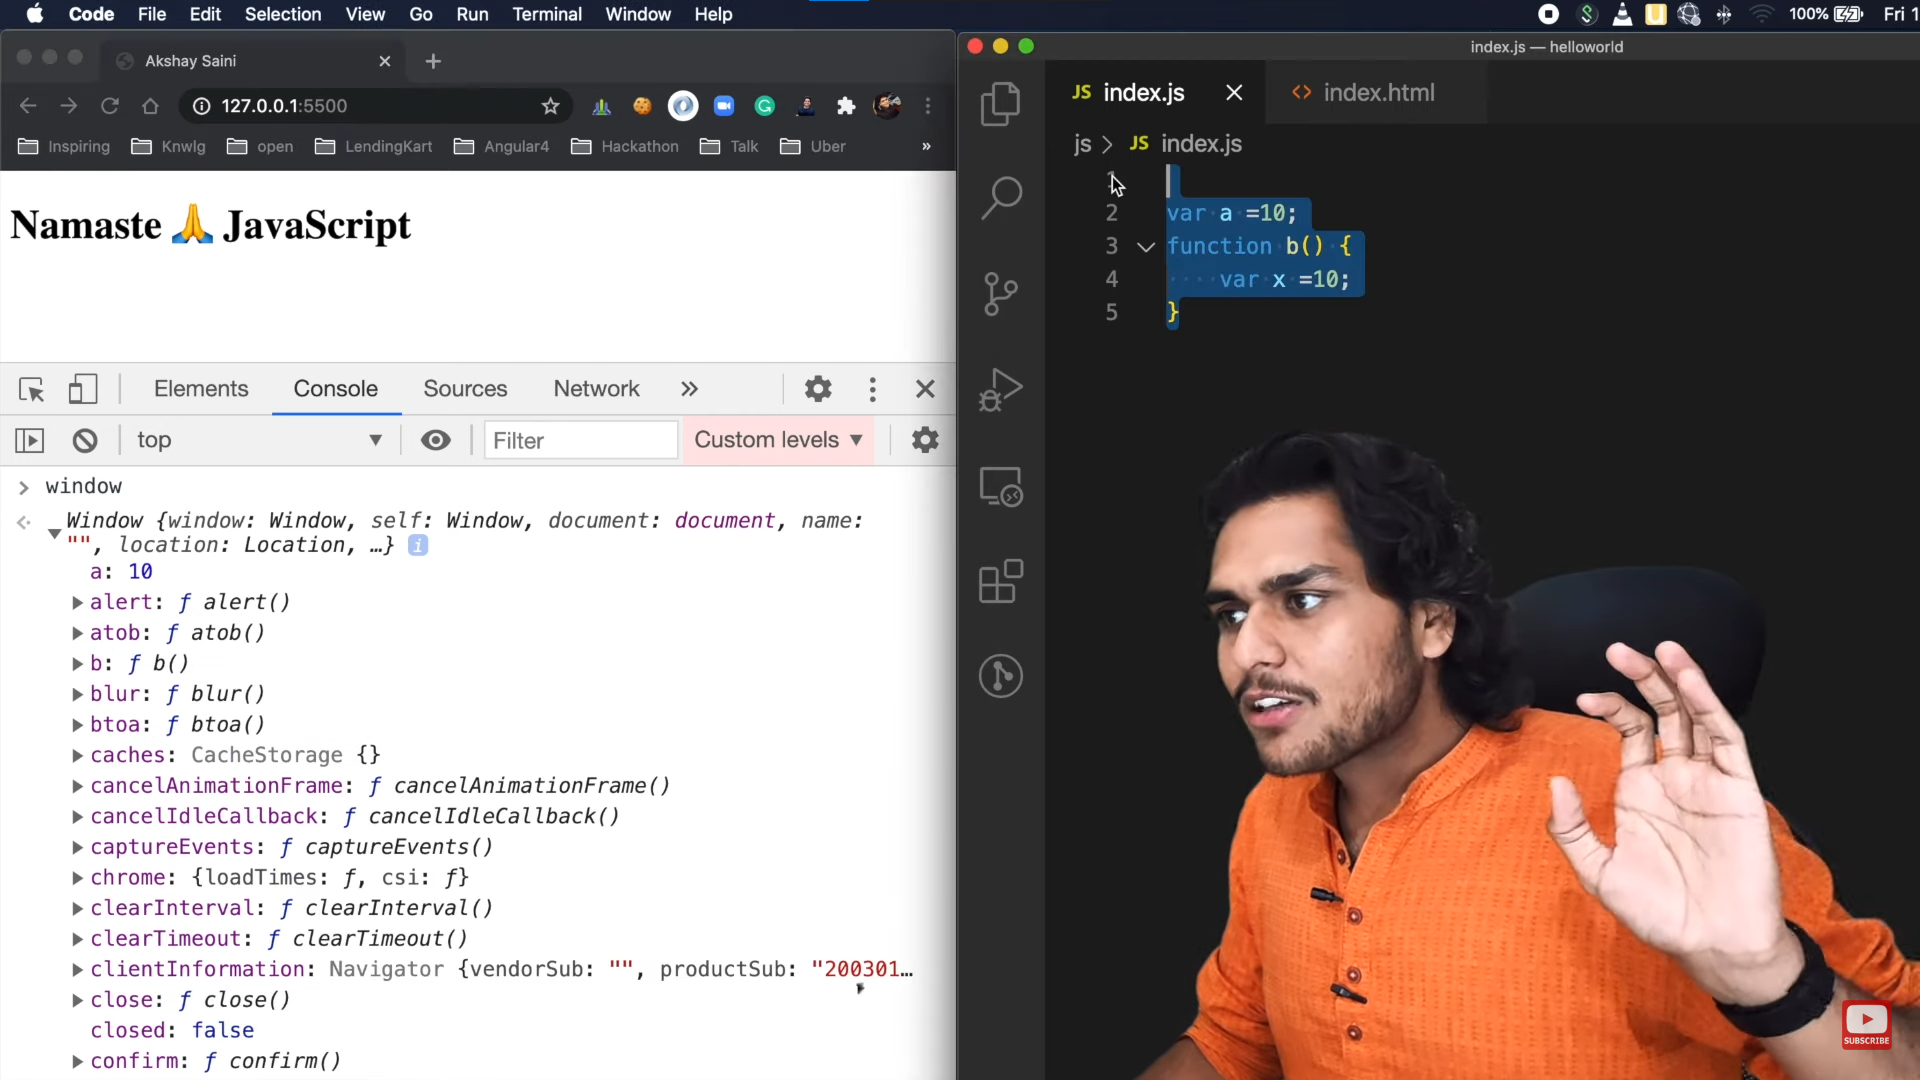 Code File Edit Selection View Go Run Terminal Window Help
100%
Fri 1
Akshay Saini
127.0.0.1:5500
Inspiring Knwlg open LendingKart Angular4 Hackathon Talk Uber »
Namaste 🙏 JavaScript
Elements Console Sources Network »
top Filter Custom levels
> window
Window {window: Window, self: Window, document: document, name:
"", location: Location, …} i
a: 10
alert: ƒ alert()
atob: ƒ atob()
b: ƒ b()
blur: ƒ blur()
btoa: ƒ btoa()
caches: CacheStorage {}
cancelAnimationFrame: ƒ cancelAnimationFrame()
cancelIdleCallback: ƒ cancelIdleCallback()
captureEvents: ƒ captureEvents()
chrome: {loadTimes: ƒ, csi: ƒ}
clearInterval: ƒ clearInterval()
clearTimeout: ƒ clearTimeout()
clientInformation: Navigator {vendorSub: "", productSub: "200301…
close: ƒ close()
closed: false
confirm: ƒ confirm()
index.js — helloworld
JS index.js <> index.html
js > JS index.js
1
2 var a =10;
3 function b() {
4 var x =10;
5 }
SUBSCRIBE